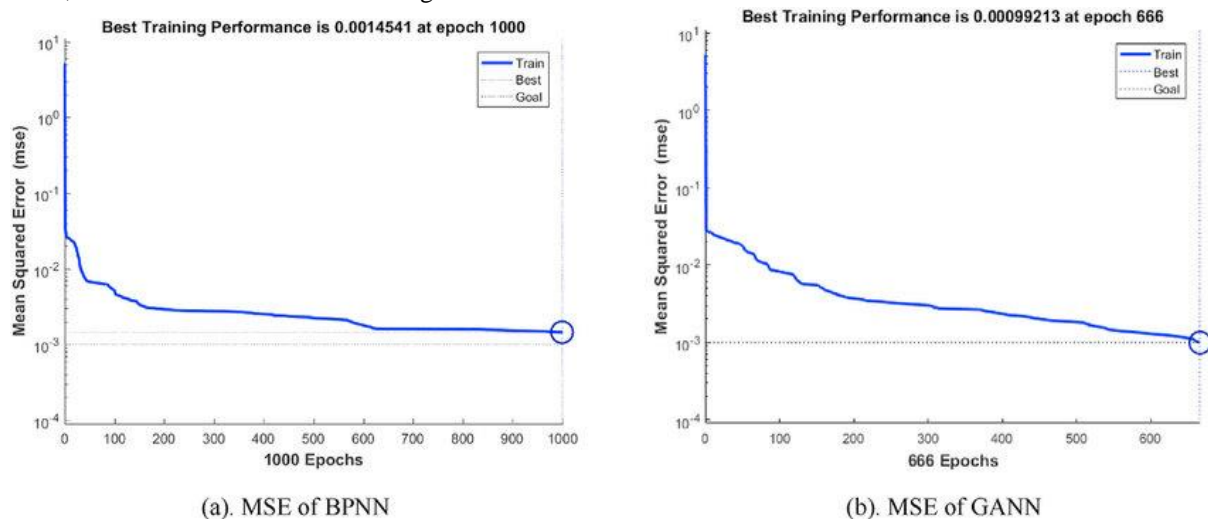 Best Training Performance is 0.0014541 at epoch 1000
10^1
10^0
10^-1
10^-2
10^-3
10^-4
Mean Squared Error (mse)
Train
Best
Goal
0 100 200 300 400 500 600 700 800 900 1000
1000 Epochs
(a). MSE of BPNN
Best Training Performance is 0.00099213 at epoch 666
10^1
10^0
10^-1
10^-2
10^-3
10^-4
Mean Squared Error (mse)
Train
Best
Goal
0 100 200 300 400 500 600
666 Epochs
(b). MSE of GANN